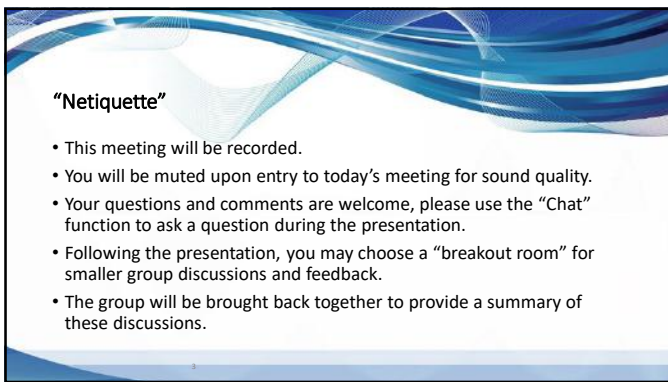 “Netiquette”
• This meeting will be recorded.
• You will be muted upon entry to today’s meeting for sound quality.
• Your questions and comments are welcome, please use the “Chat”
function to ask a question during the presentation.
• Following the presentation, you may choose a “breakout room” for
smaller group discussions and feedback.
• The group will be brought back together to provide a summary of
these discussions.
3